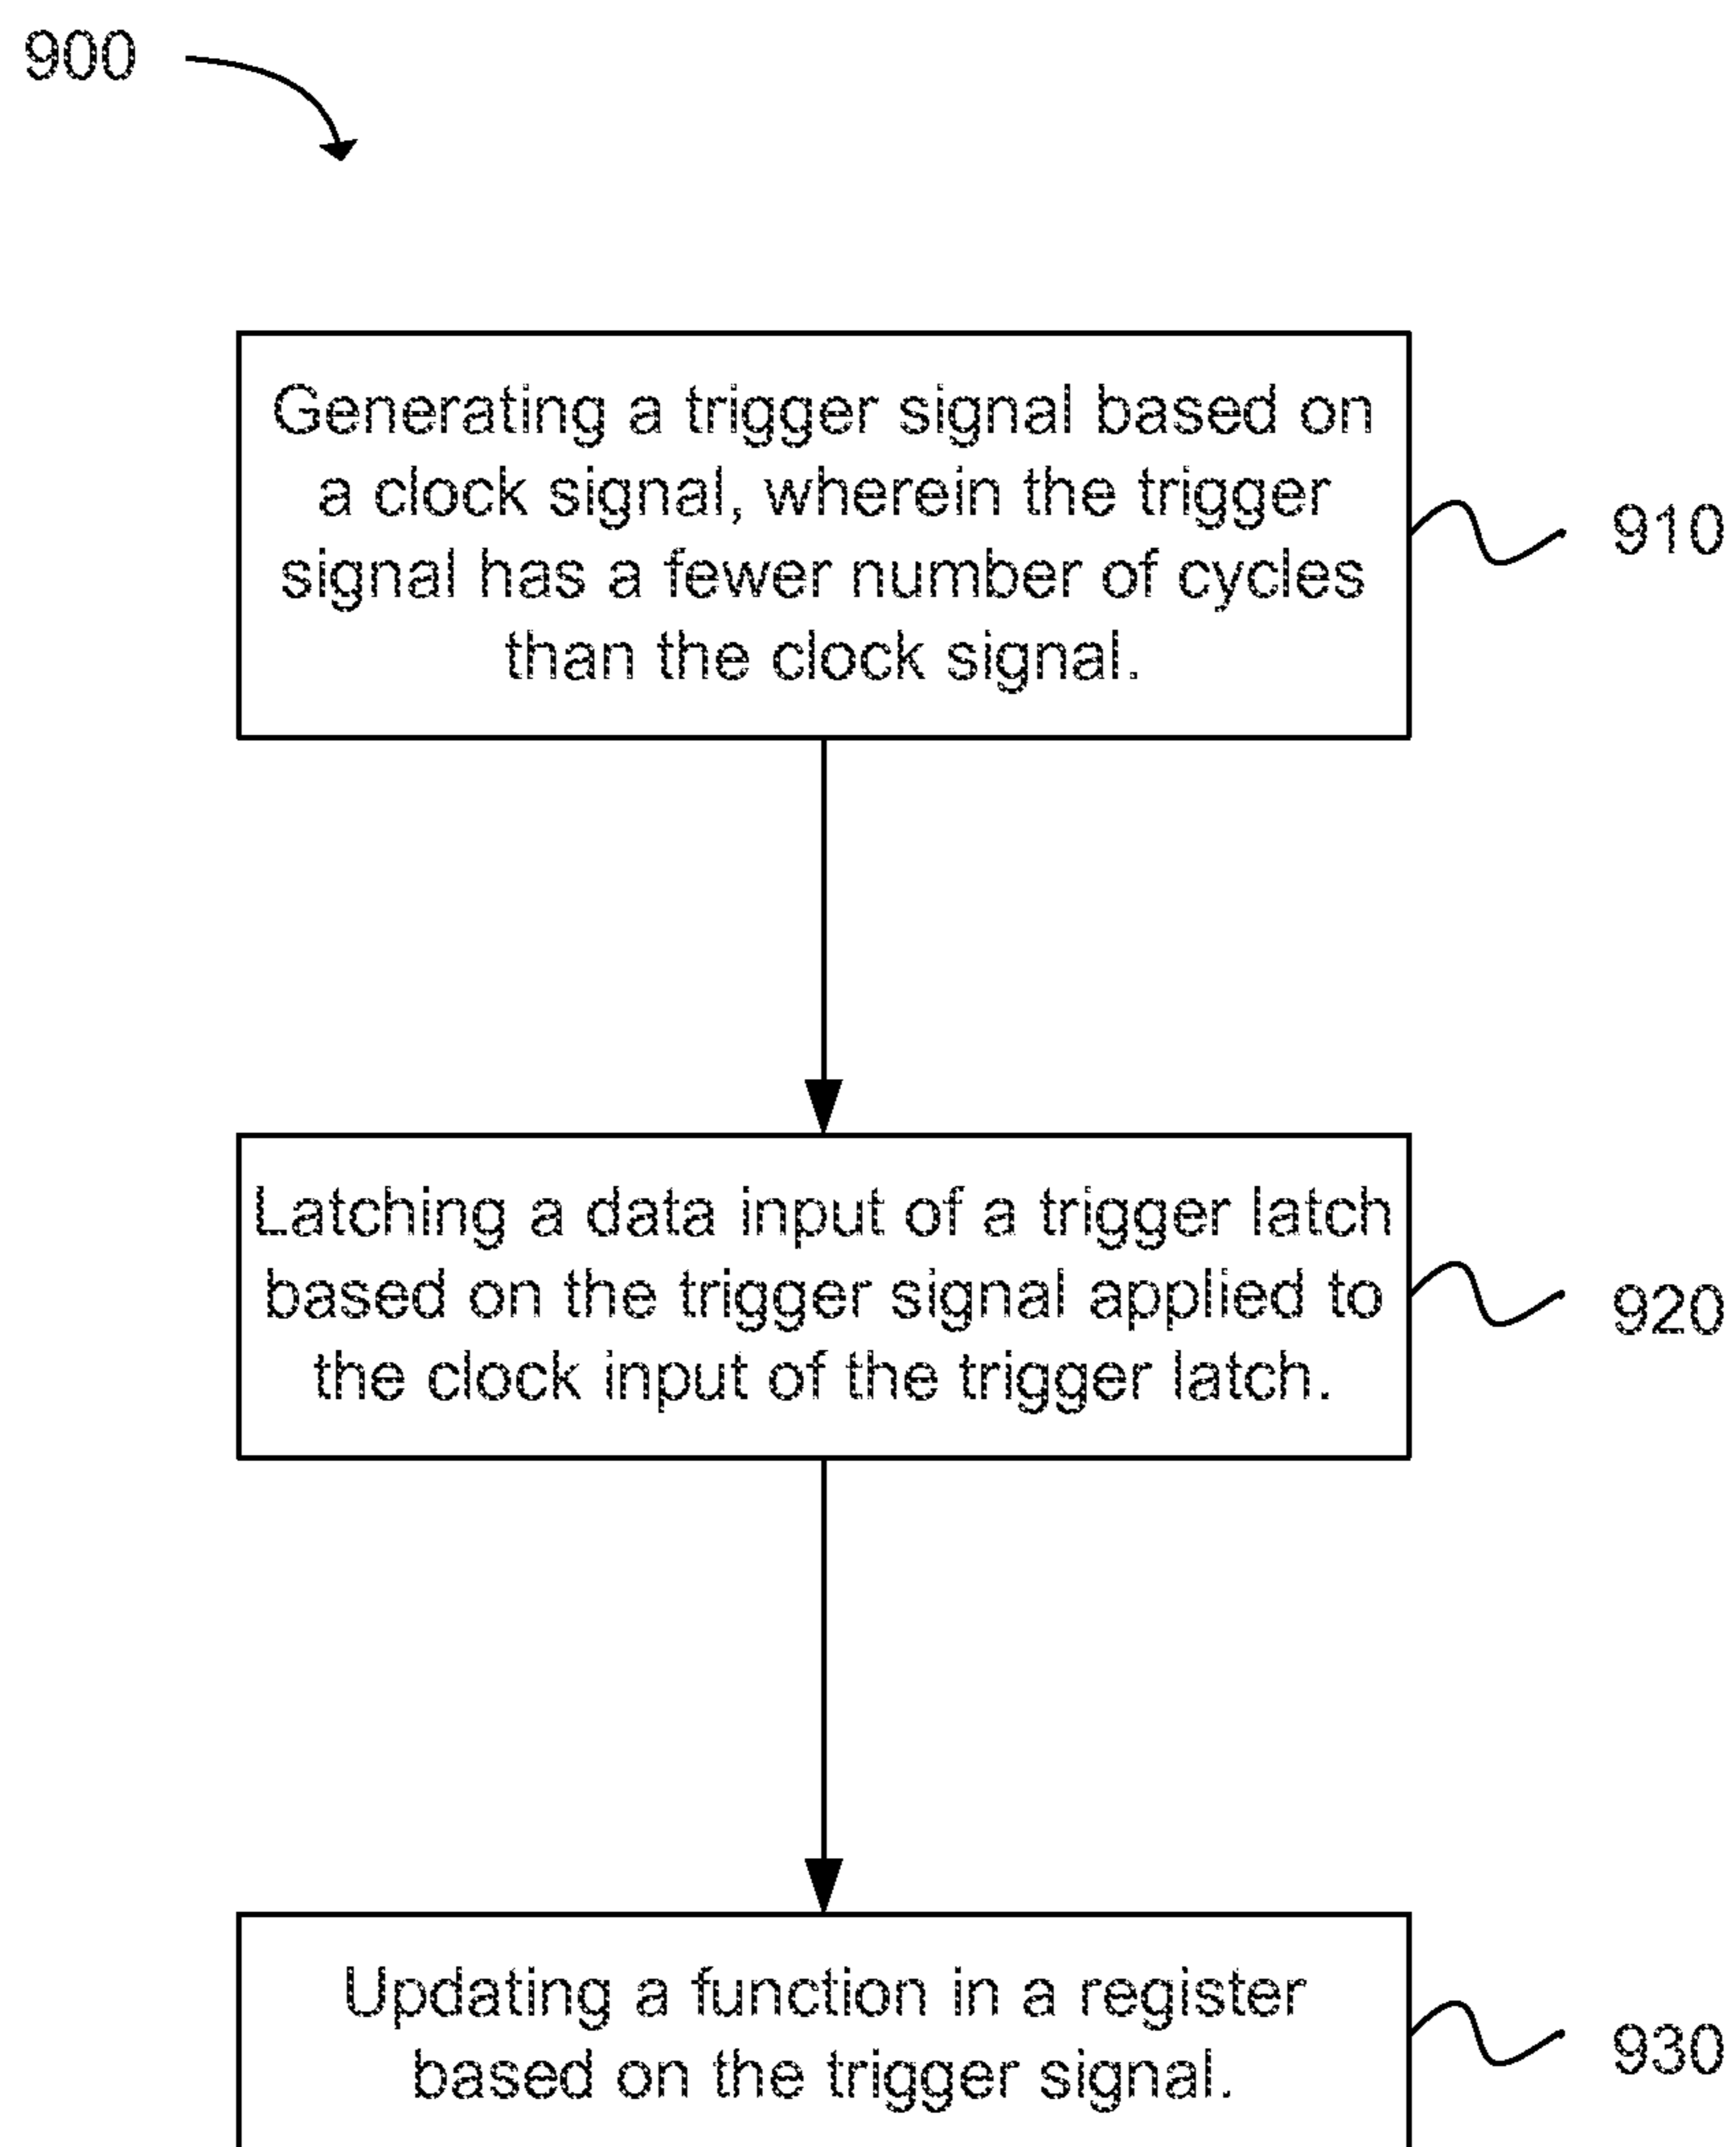 900
Generating a trigger signal based on
a clock signal, wherein the trigger
signal has a fewer number of cycles
than the clock signal.
910
Latching a data input of a trigger latch
based on the trigger signal applied to
the clock input of the trigger latch.
920
Updating a function in a register
based on the trigger signal.
930